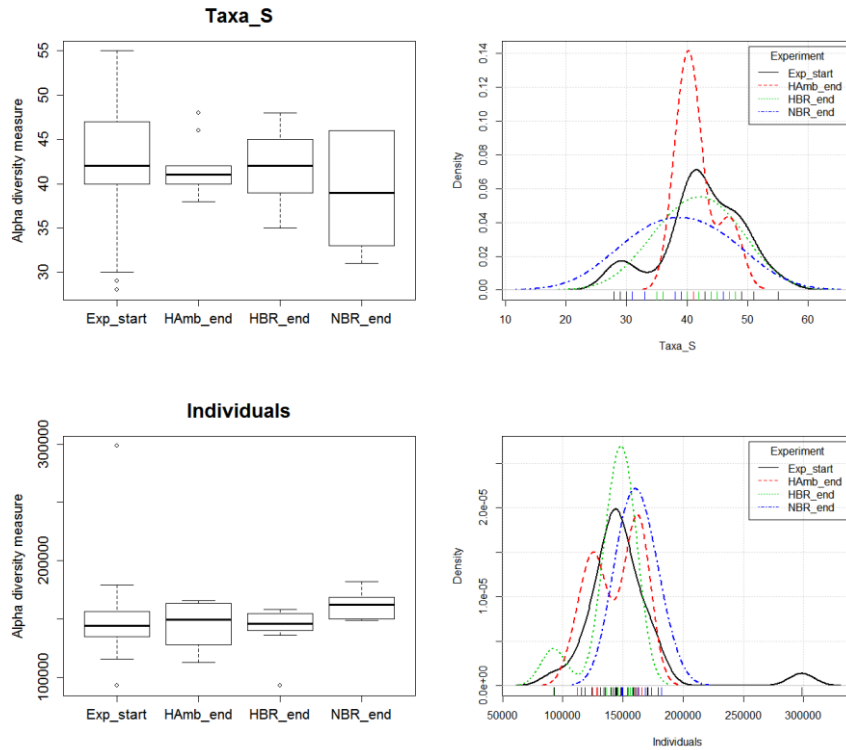 Taxa_S
Alpha diversity measure
55
50
45
40
35
30
Exp_start
HAmb_end
HBR_end
NBR_end
Density
0.14
0.12
0.10
0.08
0.06
0.04
0.02
0.00
Experiment
Exp_start
HAmb_end
HBR_end
NBR_end
10
20
30
40
50
60
Taxa_S
Individuals
Alpha diversity measure
300000
200000
100000
Exp_start
HAmb_end
HBR_end
NBR_end
Density
2.0e-05
1.0e-05
0.0e+00
Experiment
Exp_start
HAmb_end
HBR_end
NBR_end
50000
100000
150000
200000
250000
300000
Individuals